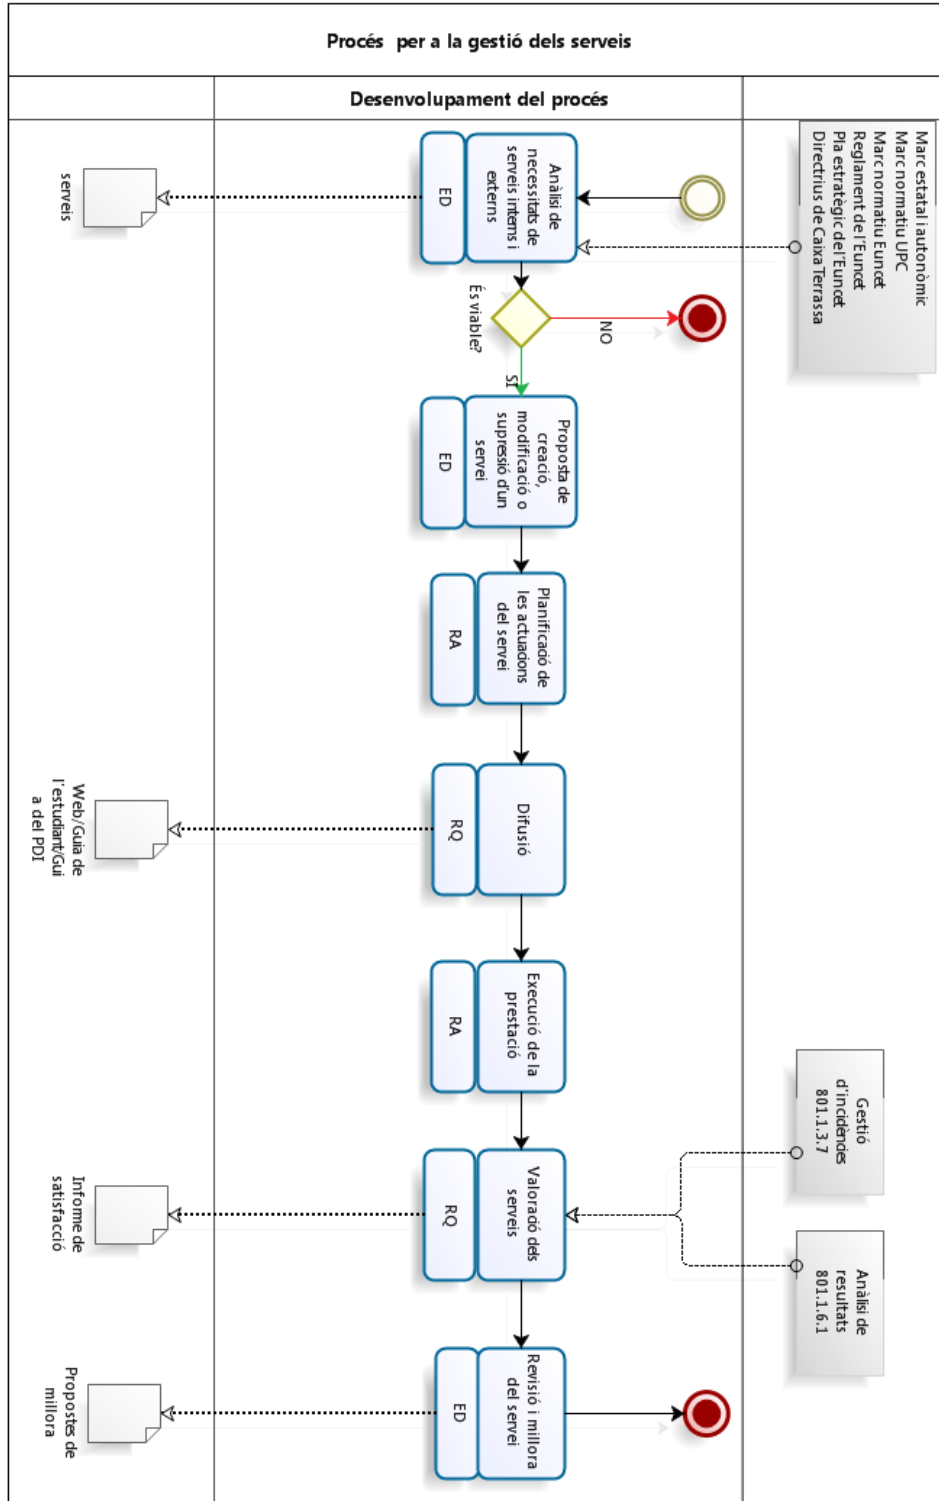 Procés per a la gestió dels serveis
Desenvolupament del procés
Marc estatal i autonòmic
Marc normatiu UPC
Marc normatiu Euncet
Reglament de l'Euncet
Pla estratègic de l'Euncet
Directrius de Caixa Terrassa
Anàlisi de
necessitats de
serveis interns i
externs
ED
serveis
És viable?
NO
SI
Proposta de
creació,
modificació o
supressió d'un
servei
ED
Planificació de
les actuacions
del servei
RA
Difusió
RQ
Web/Guia de
l'estudiant/Gui
a del PDI
Execució de la
prestació
RA
Gestió
d'incidències
801.1.3.7
Valoració dels
serveis
RQ
Informe de
satisfacció
Anàlisi de
resultats
801.1.6.1
Revisió i millora
del servei
ED
Propostes de
millora